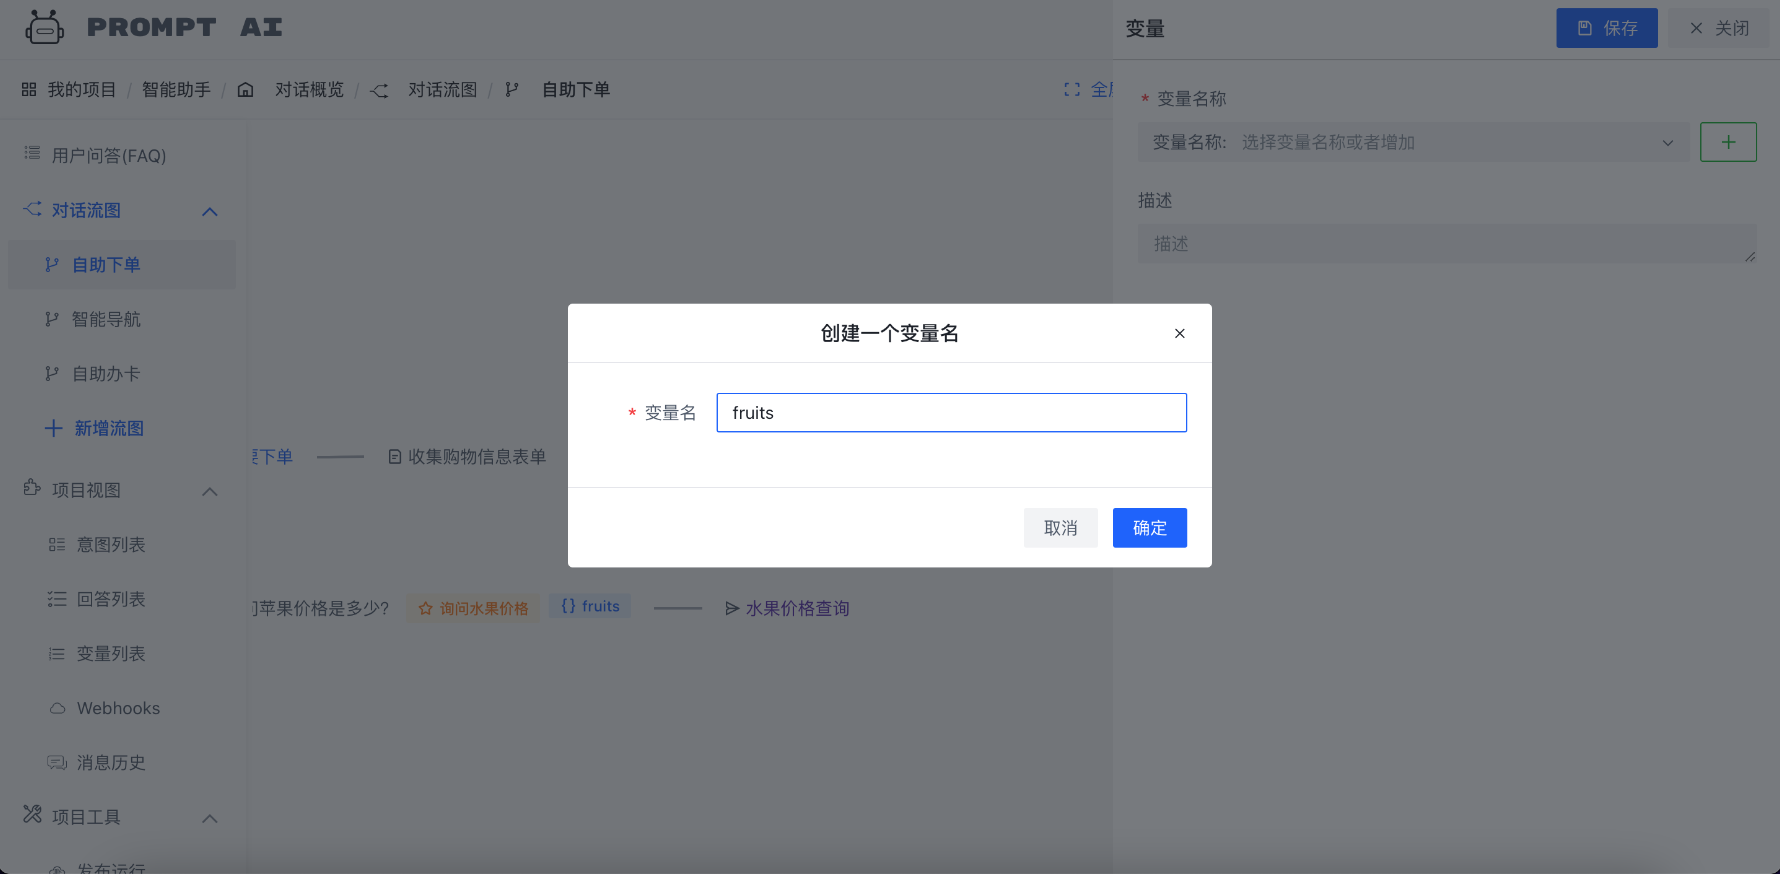 PROMPT AI
变量
保存
关闭
我的项目 / 智能助手 / 对话概览 / 对话流图 / 自助下单
* 变量名称
变量名称: 选择变量名称或者增加
描述
描述
用户问答(FAQ)
对话流图
自助下单
智能导航
自助办卡
新增流图
项目视图
意图列表
回答列表
变量列表
Webhooks
消息历史
项目工具
发布运行
下单
收集购物信息表单
苹果价格是多少?
询问水果价格
{} fruits
水果价格查询
创建一个变量名
* 变量名
fruits
取消
确定